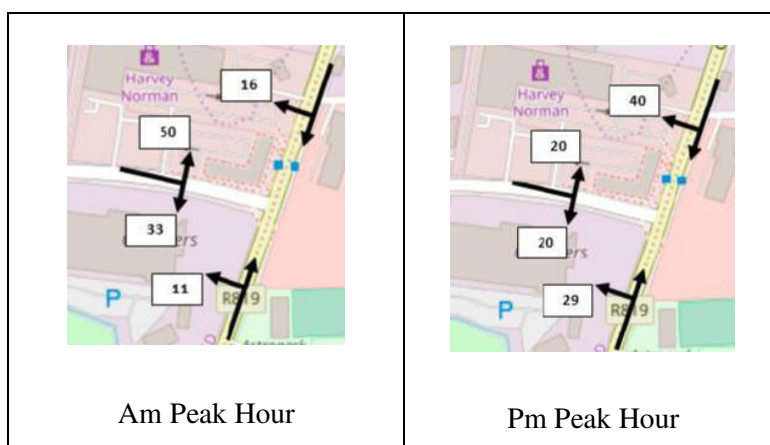 16
Harvey
Norman
50
33
ers
11
P
R819
Am Peak Hour
40
Harvey
Norman
20
20
ers
29
P
R819
Pm Peak Hour